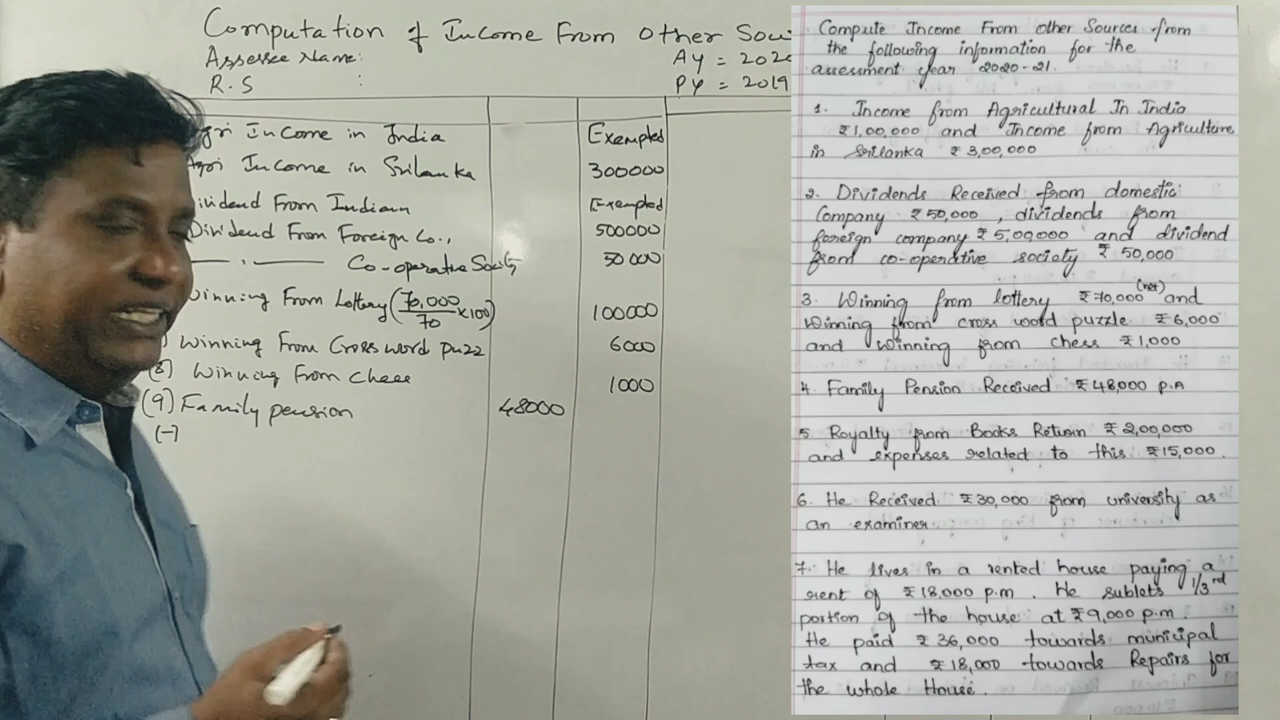 Computation of Income From Other Sou
Assessee Name:
R.S :
AY = 2020
PY = 2019
Agri Income in India Exempted
Agri Income in Srilanka 300000
Dividend From Indian Exempted
Dividend From Foreign Co., 500000
—— . —— Co-operative Society 50 000
Winning From Lottery (70,000/70 x100) 100000
Winning From Cross word puzz 6000
(8) Winning From Chess 1000
(9) Family pension 48000
(-)
Compute Income From other Sources from
the following information for the
assessment year 2020-21.
1. Income from Agricultural In India
₹1,00,000 and Income from Agriculture
in Srilanka ₹ 3,00,000
2. Dividends Received from domestic
Company ₹ 50,000, dividends from
foreign company ₹ 5,00,000 and dividend
from co-operative society ₹ 50,000
3. Winning from lottery ₹70,000 (net) and
Winning from cross word puzzle ₹6,000
and winning from chess ₹1,000
4. Family Pension Received ₹48,000 p.A
5. Royalty from Books Return ₹ 2,00,000
and expenses related to this ₹15,000.
6. He Received ₹30,000 from university as
an examiner
7. He lives in a rented house paying a
rent of ₹18,000 p.m. He sublets 1/3rd
portion of the house at ₹9,000 p.m.
He paid ₹ 36,000 towards municipal
tax and ₹18,000 towards Repairs for
the whole House.